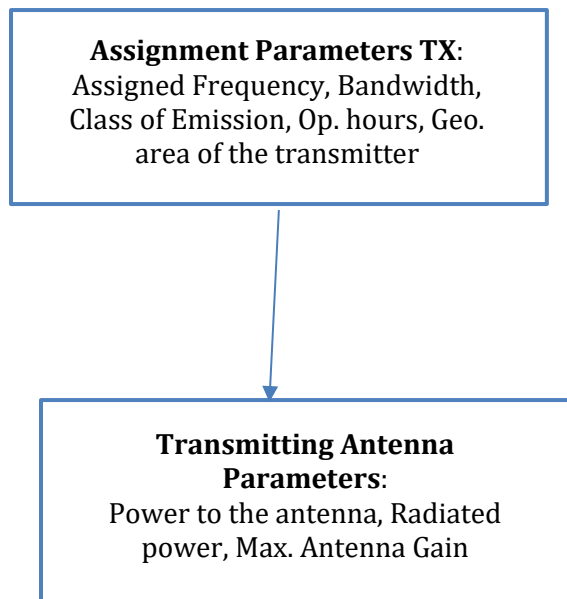 Assignment Parameters TX:
Assigned Frequency, Bandwidth,
Class of Emission, Op. hours, Geo.
area of the transmitter
Transmitting Antenna
Parameters:
Power to the antenna, Radiated
power, Max. Antenna Gain